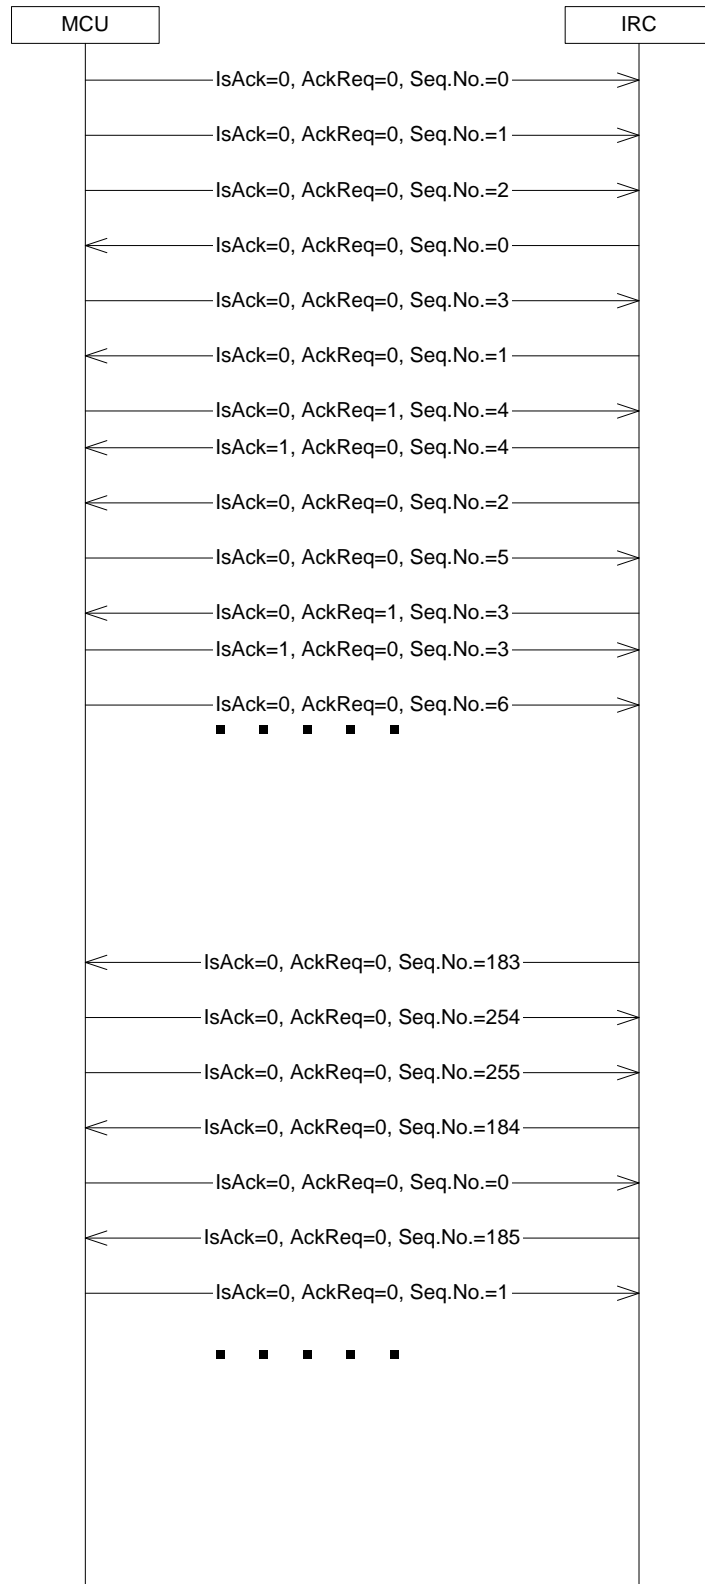 MCU
IRC
IsAck=0, AckReq=0, Seq.No.=0
IsAck=0, AckReq=0, Seq.No.=1
IsAck=0, AckReq=0, Seq.No.=2
IsAck=0, AckReq=0, Seq.No.=0
IsAck=0, AckReq=0, Seq.No.=3
IsAck=0, AckReq=0, Seq.No.=1
IsAck=0, AckReq=1, Seq.No.=4
IsAck=1, AckReq=0, Seq.No.=4
IsAck=0, AckReq=0, Seq.No.=2
IsAck=0, AckReq=0, Seq.No.=5
IsAck=0, AckReq=1, Seq.No.=3
IsAck=1, AckReq=0, Seq.No.=3
IsAck=0, AckReq=0, Seq.No.=6
IsAck=0, AckReq=0, Seq.No.=183
IsAck=0, AckReq=0, Seq.No.=254
IsAck=0, AckReq=0, Seq.No.=255
IsAck=0, AckReq=0, Seq.No.=184
IsAck=0, AckReq=0, Seq.No.=0
IsAck=0, AckReq=0, Seq.No.=185
IsAck=0, AckReq=0, Seq.No.=1